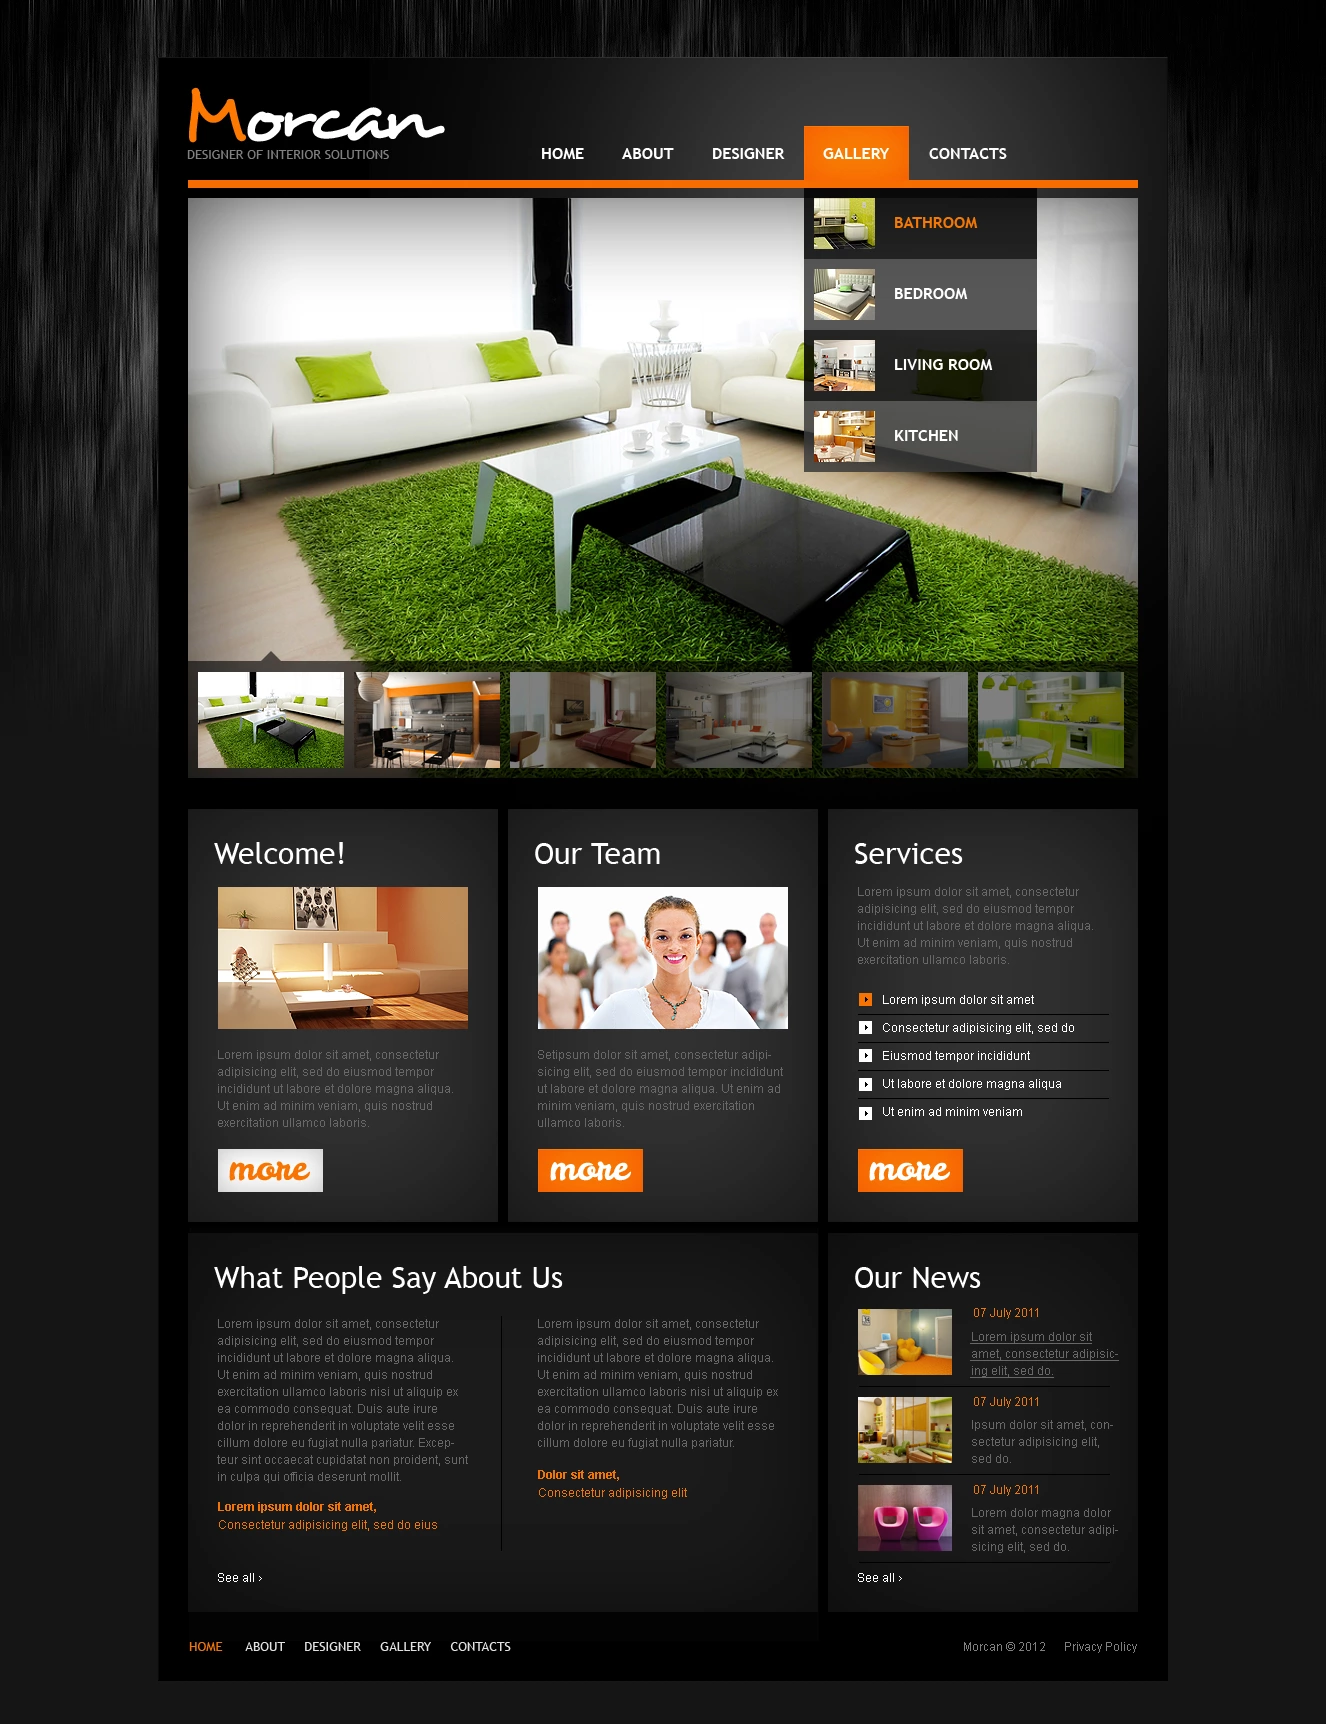 Morcan
DESIGNER OF INTERIOR SOLUTIONS
HOME ABOUT DESIGNER GALLERY CONTACTS
BATHROOM
BEDROOM
LIVING ROOM
KITCHEN
Welcome!
Lorem ipsum dolor sit amet, consectetur
adipisicing elit, sed do eiusmod tempor
incididunt ut labore et dolore magna aliqua.
Ut enim ad minim veniam, quis nostrud
exercitation ullamco laboris.
more
Our Team
Setipsum dolor sit amet, consectetur adipi-
sicing elit, sed do eiusmod tempor incididunt
ut labore et dolore magna aliqua. Ut enim ad
minim veniam, quis nostrud exercitation
ullamco laboris.
more
Services
Lorem ipsum dolor sit amet, consectetur
adipisicing elit, sed do eiusmod tempor
incididunt ut labore et dolore magna aliqua.
Ut enim ad minim veniam, quis nostrud
exercitation ullamco laboris.
Lorem ipsum dolor sit amet
Consectetur adipisicing elit, sed do
Eiusmod tempor incididunt
Ut labore et dolore magna aliqua
Ut enim ad minim veniam
more
What People Say About Us
Lorem ipsum dolor sit amet, consectetur
adipisicing elit, sed do eiusmod tempor
incididunt ut labore et dolore magna aliqua.
Ut enim ad minim veniam, quis nostrud
exercitation ullamco laboris nisi ut aliquip ex
ea commodo consequat. Duis aute irure
dolor in reprehenderit in voluptate velit esse
cillum dolore eu fugiat nulla pariatur. Excep-
teur sint occaecat cupidatat non proident, sunt
in culpa qui officia deserunt mollit.
Lorem ipsum dolor sit amet,
Consectetur adipisicing elit, sed do eius
See all ›
Lorem ipsum dolor sit amet, consectetur
adipisicing elit, sed do eiusmod tempor
incididunt ut labore et dolore magna aliqua.
Ut enim ad minim veniam, quis nostrud
exercitation ullamco laboris nisi ut aliquip ex
ea commodo consequat. Duis aute irure
dolor in reprehenderit in voluptate velit esse
cillum dolore eu fugiat nulla pariatur.
Dolor sit amet,
Consectetur adipisicing elit
Our News
07 July 2011
Lorem ipsum dolor sit
amet, consectetur adipisic-
ing elit, sed do.
07 July 2011
Ipsum dolor sit amet, con-
sectetur adipisicing elit,
sed do.
07 July 2011
Lorem dolor magna dolor
sit amet, consectetur adipi-
sicing elit, sed do.
See all ›
HOME ABOUT DESIGNER GALLERY CONTACTS
Morcan © 2012 Privacy Policy